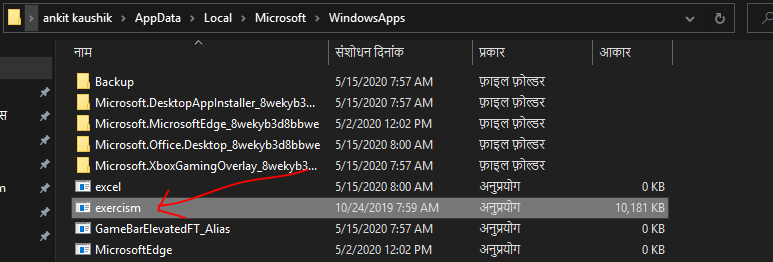 ankit kaushik > AppData > Local > Microsoft > WindowsApps
नाम संशोधन दिनांक प्रकार आकार
Backup 5/15/2020 7:57 AM फ़ाइल फ़ोल्डर
Microsoft.DesktopAppInstaller_8wekyb3... 5/15/2020 7:57 AM फ़ाइल फ़ोल्डर
Microsoft.MicrosoftEdge_8wekyb3d8bbwe 5/2/2020 12:02 PM फ़ाइल फ़ोल्डर
Microsoft.Office.Desktop_8wekyb3d8bbwe 5/15/2020 8:00 AM फ़ाइल फ़ोल्डर
स
Microsoft.XboxGamingOverlay_8wekyb3... 5/15/2020 7:57 AM फ़ाइल फ़ोल्डर
excel 5/15/2020 8:00 AM अनुप्रयोग 0 KB
exercism 10/24/2019 7:59 AM अनुप्रयोग 10,181 KB
GameBarElevatedFT_Alias 5/15/2020 7:57 AM अनुप्रयोग 0 KB
MicrosoftEdge 5/2/2020 12:02 PM अनुप्रयोग 0 KB